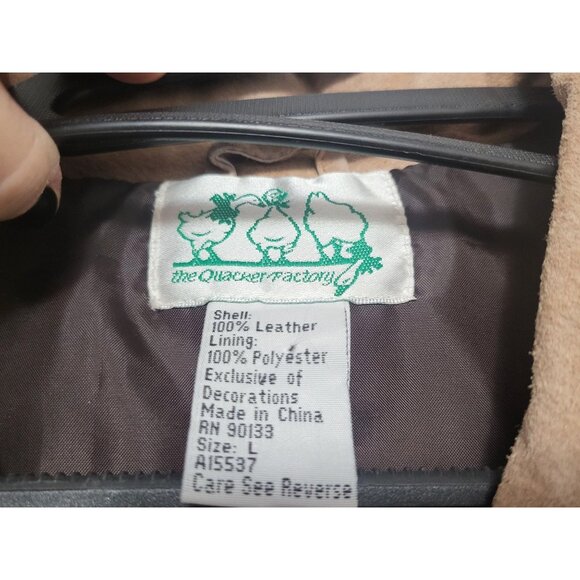 the Quacker Factory
Shell:
100% Leather
Lining:
100% Polyester
Exclusive of
Decorations
Made in China
RN 90133
Size: L
A15537
Care See Reverse